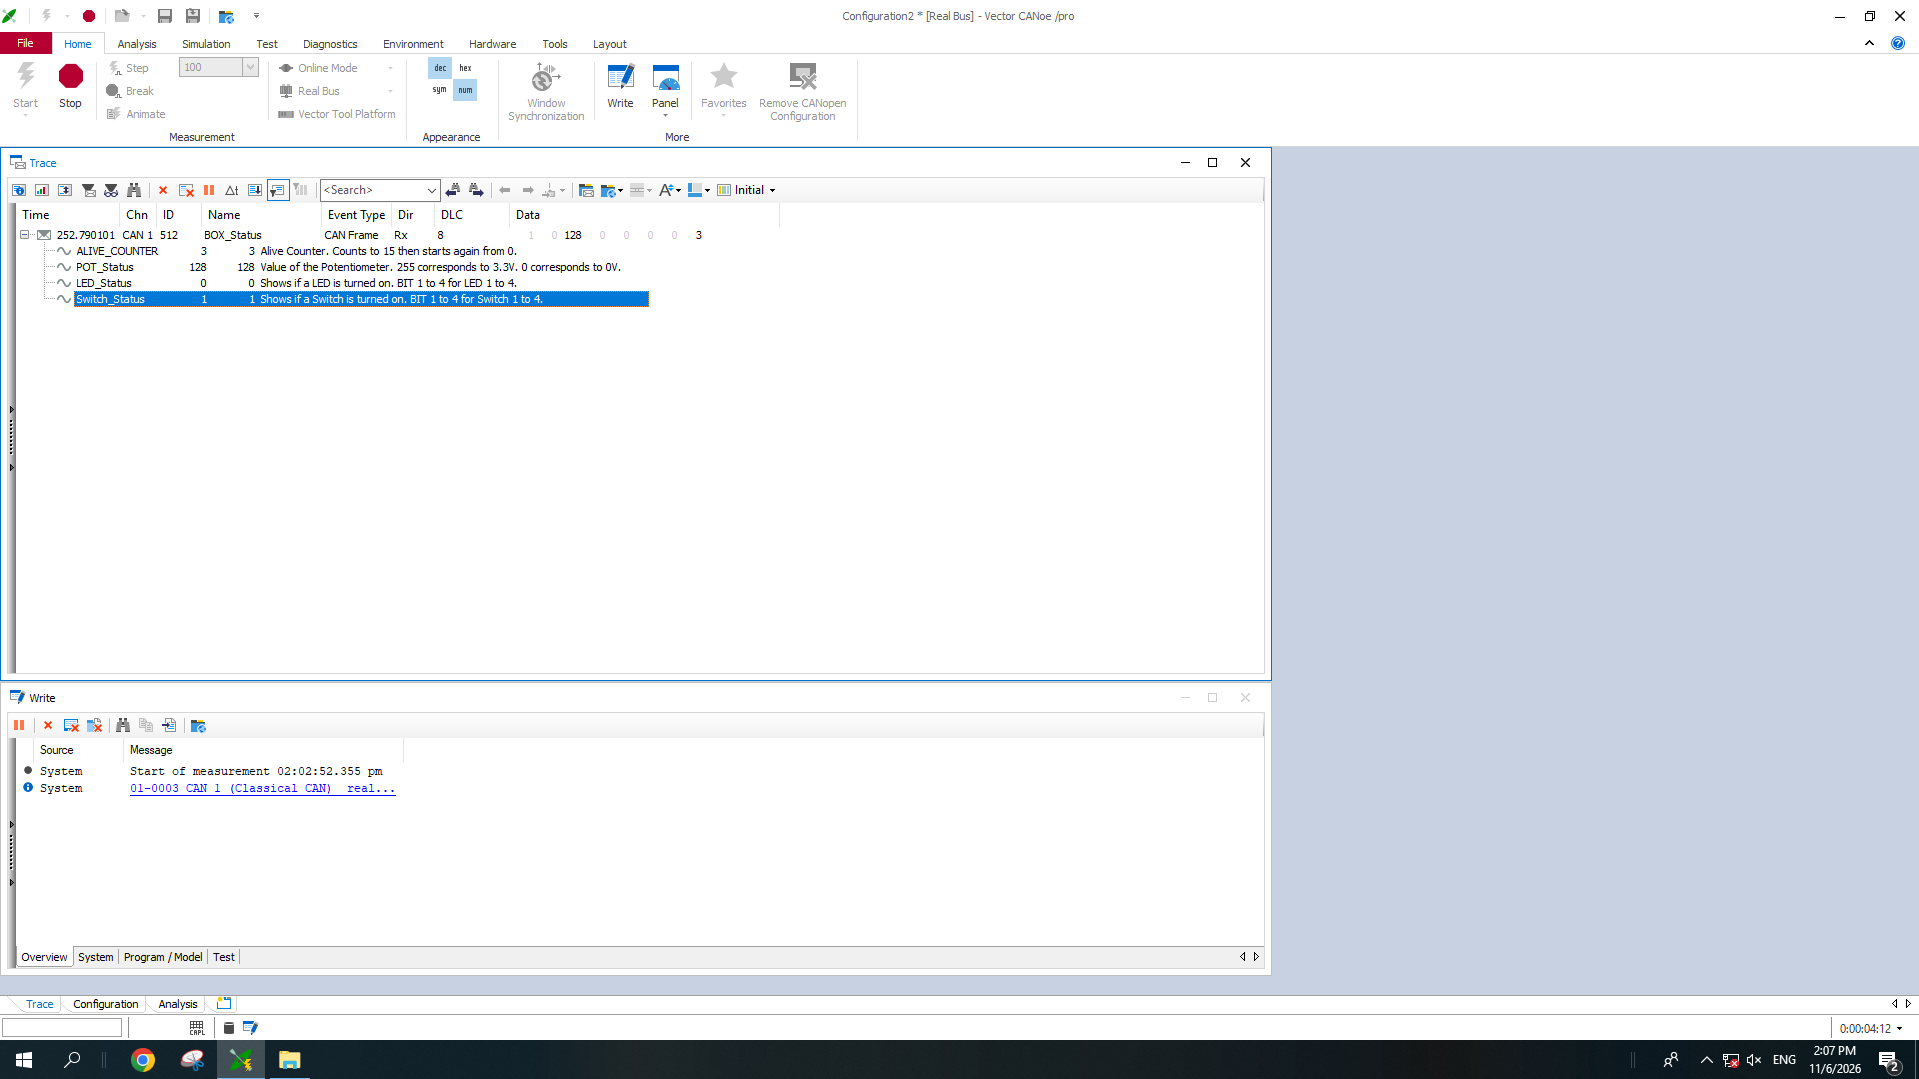 Configuration2 * [Real Bus] - Vector CANoe /pro
File Home Analysis Simulation Test Diagnostics Environment Hardware Tools Layout
Start
Stop
Step
100
Break
Animate
Measurement
Online Mode
Real Bus
Vector Tool Platform
dec hex
sym num
Appearance
Window Synchronization
Write
Panel
Favorites
Remove CANopen Configuration
More
Trace
<Search>
Initial
Time Chn ID Name Event Type Dir DLC Data
252.790101 CAN 1 512 BOX_Status CAN Frame Rx 8 1 0 128 0 0 0 0 3
ALIVE_COUNTER 3 3 Alive Counter. Counts to 15 then starts again from 0.
POT_Status 128 128 Value of the Potentiometer. 255 corresponds to 3.3V. 0 corresponds to 0V.
LED_Status 0 0 Shows if a LED is turned on. BIT 1 to 4 for LED 1 to 4.
Switch_Status 1 1 Shows if a Switch is turned on. BIT 1 to 4 for Switch 1 to 4.
Write
Source Message
System Start of measurement 02:02:52.355 pm
System 01-0003 CAN 1 (Classical CAN) real...
Overview System Program / Model Test
Trace Configuration Analysis
CAPL
0:00:04:12
ENG
2:07 PM
11/6/2026
2